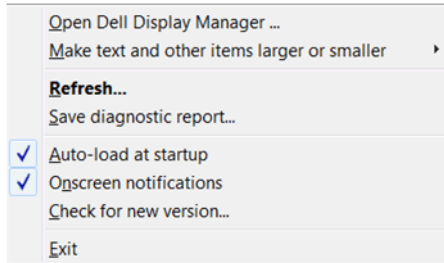 Open Dell Display Manager ...
Make text and other items larger or smaller
Refresh...
Save diagnostic report...
Auto-load at startup
Onscreen notifications
Check for new version...
Exit